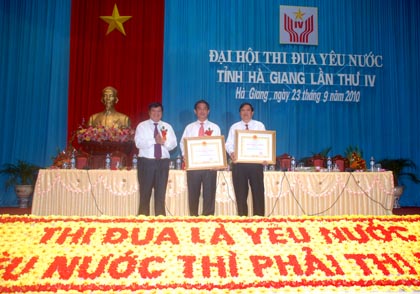 IV
ĐẠI HỘI THI ĐUA YÊU NƯỚC
TỈNH HÀ GIANG LẦN THỨ IV
Hà Giang, ngày 23 tháng 9 năm 2010
THI ĐUA LÀ YÊU NƯỚC
YÊU NƯỚC THÌ PHẢI THI